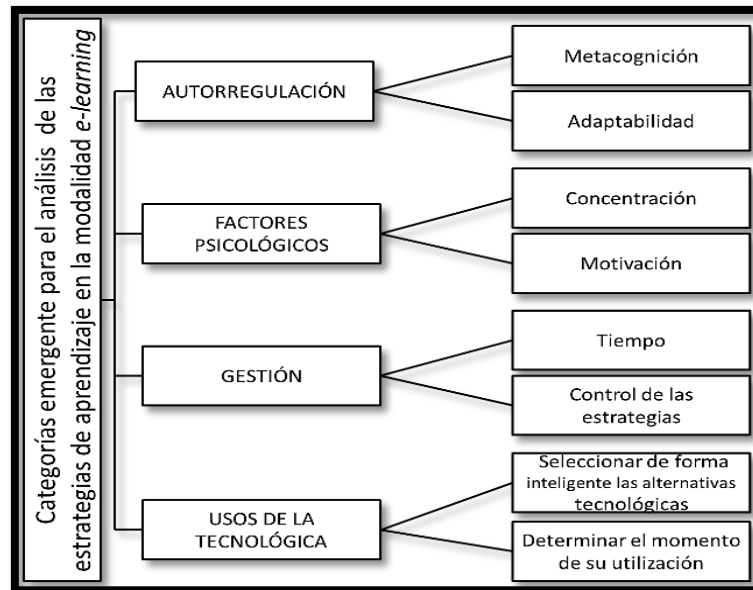 Categorías emergente para el análisis de las
estrategias de aprendizaje en la modalidad e-learning
AUTORREGULACIÓN
Metacognición
Adaptabilidad
FACTORES
PSICOLÓGICOS
Concentración
Motivación
GESTIÓN
Tiempo
Control de las
estrategias
USOS DE LA
TECNOLÓGICA
Seleccionar de forma
inteligente las alternativas
tecnológicas
Determinar el momento
de su utilización